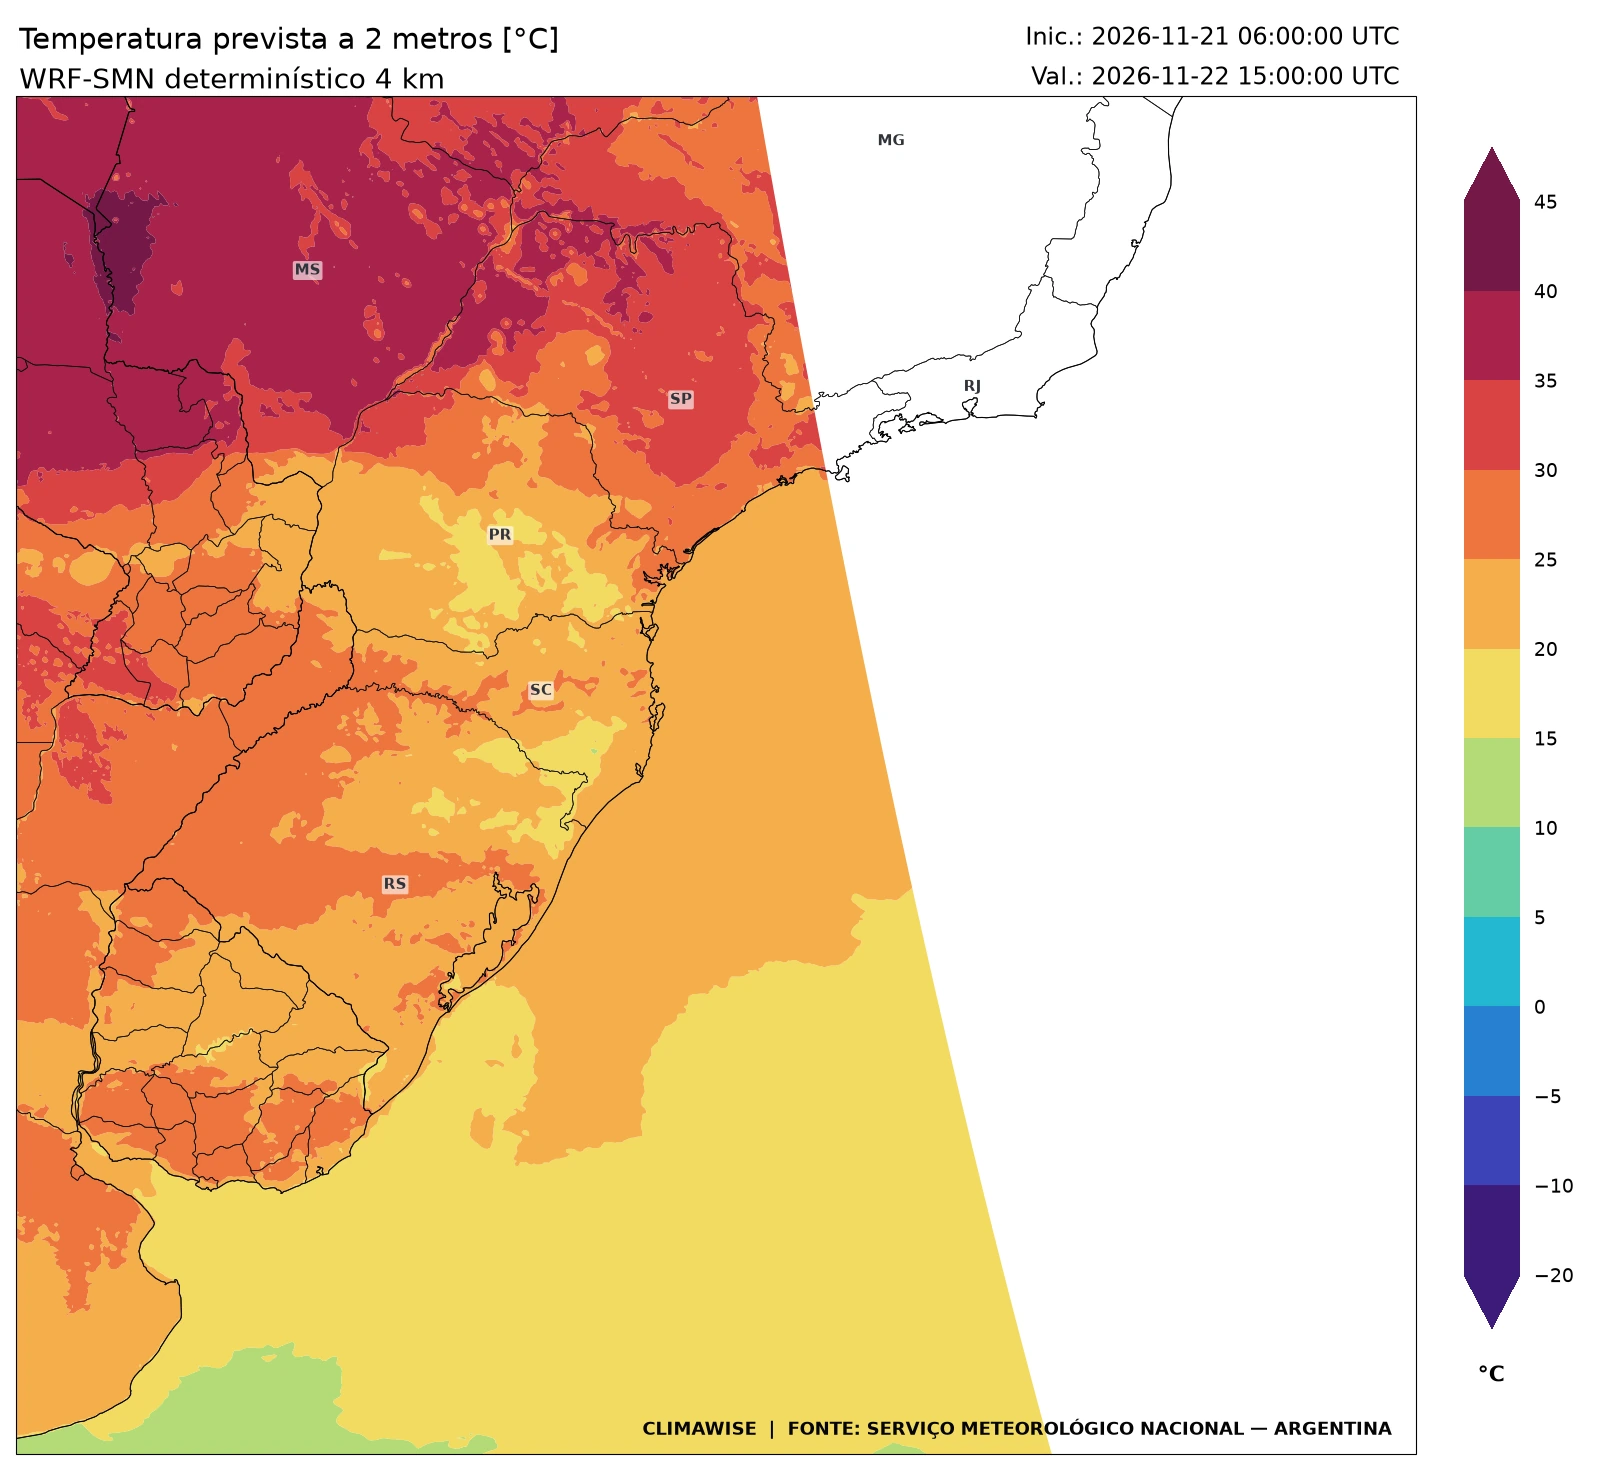 Temperatura prevista a 2 metros [°C]
WRF-SMN determinístico 4 km
Inic.: 2026-11-21 06:00:00 UTC
Val.: 2026-11-22 15:00:00 UTC
MG
MS
RJ
SP
PR
SC
RS
45
40
35
30
25
20
15
10
5
0
−5
−10
−20
°C
CLIMAWISE | FONTE: SERVIÇO METEOROLÓGICO NACIONAL — ARGENTINA